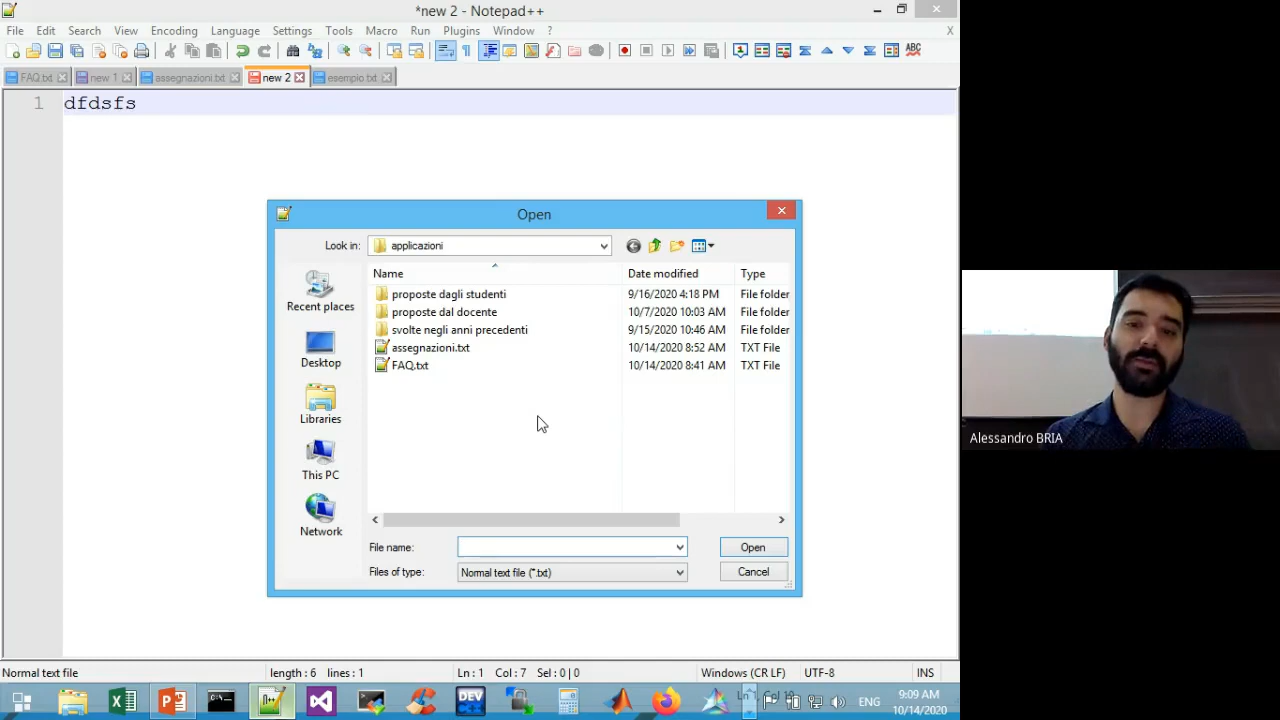 *new 2 - Notepad++
File Edit Search View Encoding Language Settings Tools Macro Run Plugins Window ? X
FAQ.txt new 1 assegnazioni.txt new 2 esempio.txt
1 dfdsfs
Open
Look in: applicazioni
Name Date modified Type
proposte dagli studenti 9/16/2020 4:18 PM File folder
proposte dal docente 10/7/2020 10:03 AM File folder
svolte negli anni precedenti 9/15/2020 10:46 AM File folder
assegnazioni.txt 10/14/2020 8:52 AM TXT File
FAQ.txt 10/14/2020 8:41 AM TXT File
Recent places
Desktop
Libraries
This PC
Network
File name: Open
Files of type: Normal text file (*.txt) Cancel
Alessandro BRIA
Normal text file length : 6 lines : 1 Ln : 1 Col : 7 Sel : 0 | 0 Windows (CR LF) UTF-8 INS
DEV
ENG
9:09 AM
10/14/2020